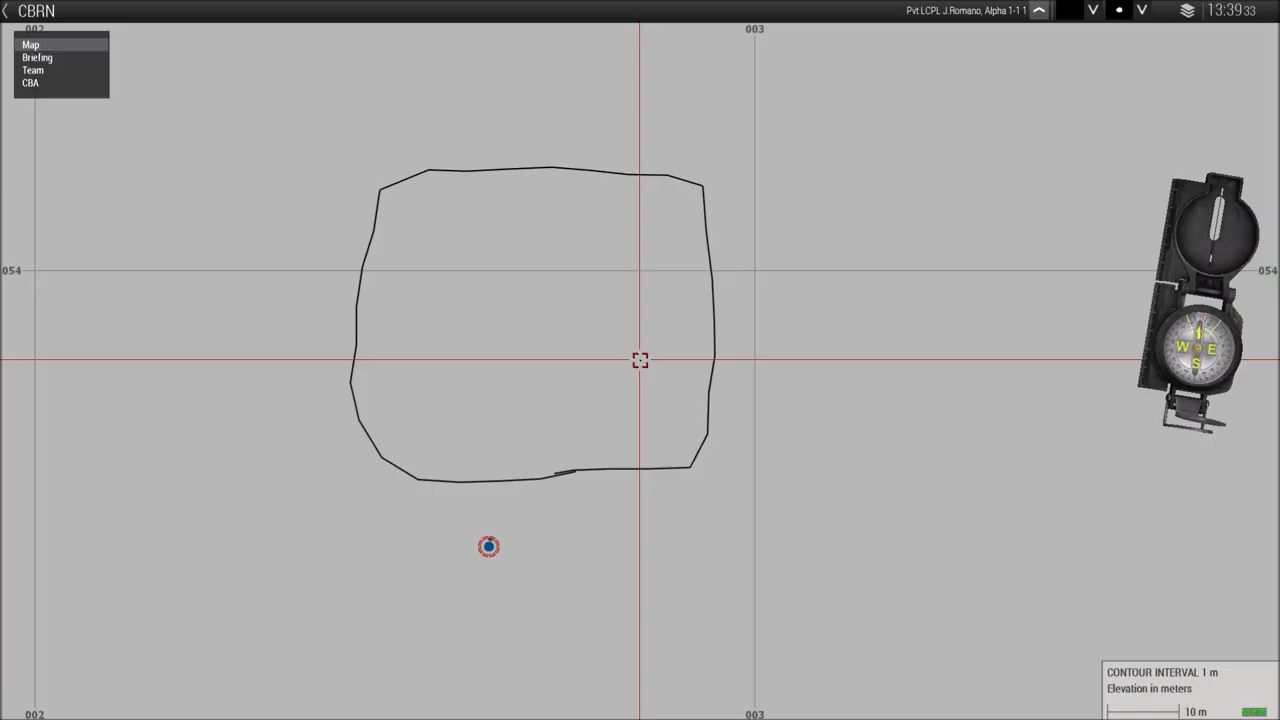 CBRN
Pvt LCPL J.Romano, Alpha 1-1 1
13:39 33
002
003
Map
Briefing
Team
CBA
054
054
W E
S
CONTOUR INTERVAL 1 m
Elevation in meters
10 m
002
003